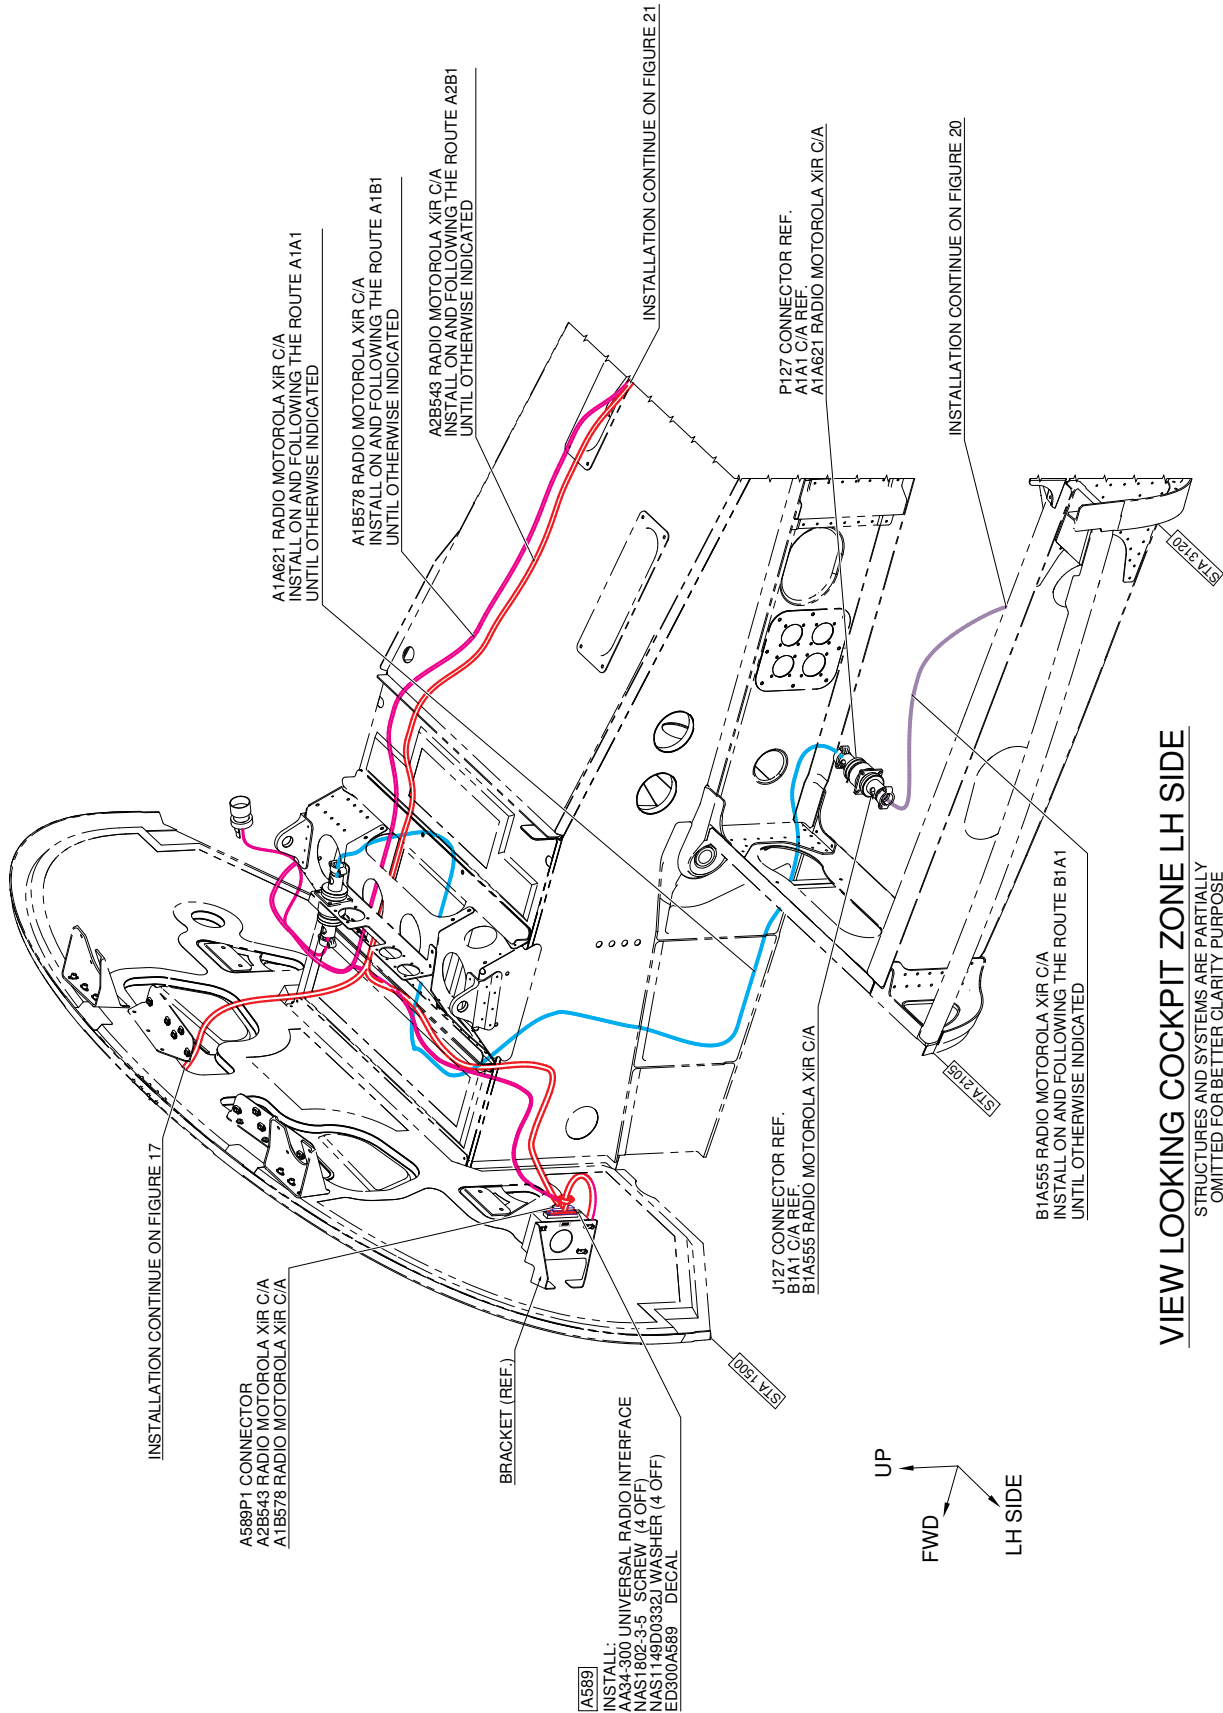 INSTALLATION CONTINUE ON FIGURE 17
A589P1 CONNECTOR
A2B543 RADIO MOTOROLA XiR C/A
A1B578 RADIO MOTOROLA XiR C/A
BRACKET (REF.)
A589
INSTALL:
AA34-300 UNIVERSAL RADIO INTERFACE
NAS1802-3-5 SCREW (4 OFF)
NAS1149D0332J WASHER (4 OFF)
ED300A589 DECAL
A1A621 RADIO MOTOROLA XiR C/A
INSTALL ON AND FOLLOWING THE ROUTE A1A1
UNTIL OTHERWISE INDICATED
A1B578 RADIO MOTOROLA XiR C/A
INSTALL ON AND FOLLOWING THE ROUTE A1B1
UNTIL OTHERWISE INDICATED
A2B543 RADIO MOTOROLA XiR C/A
INSTALL ON AND FOLLOWING THE ROUTE A2B1
UNTIL OTHERWISE INDICATED
INSTALLATION CONTINUE ON FIGURE 21
P127 CONNECTOR REF.
A1A1 C/A REF.
A1A621 RADIO MOTOROLA XiR C/A
INSTALLATION CONTINUE ON FIGURE 20
STA 1500
J127 CONNECTOR REF.
B1A1 C/A REF.
B1A555 RADIO MOTOROLA XiR C/A
STA 2105
STA 3120
B1A555 RADIO MOTOROLA XiR C/A
INSTALL ON AND FOLLOWING THE ROUTE B1A1
UNTIL OTHERWISE INDICATED
UP
FWD
LH SIDE
VIEW LOOKING COCKPIT ZONE LH SIDE
STRUCTURES AND SYSTEMS ARE PARTIALLY
OMITTED FOR BETTER CLARITY PURPOSE